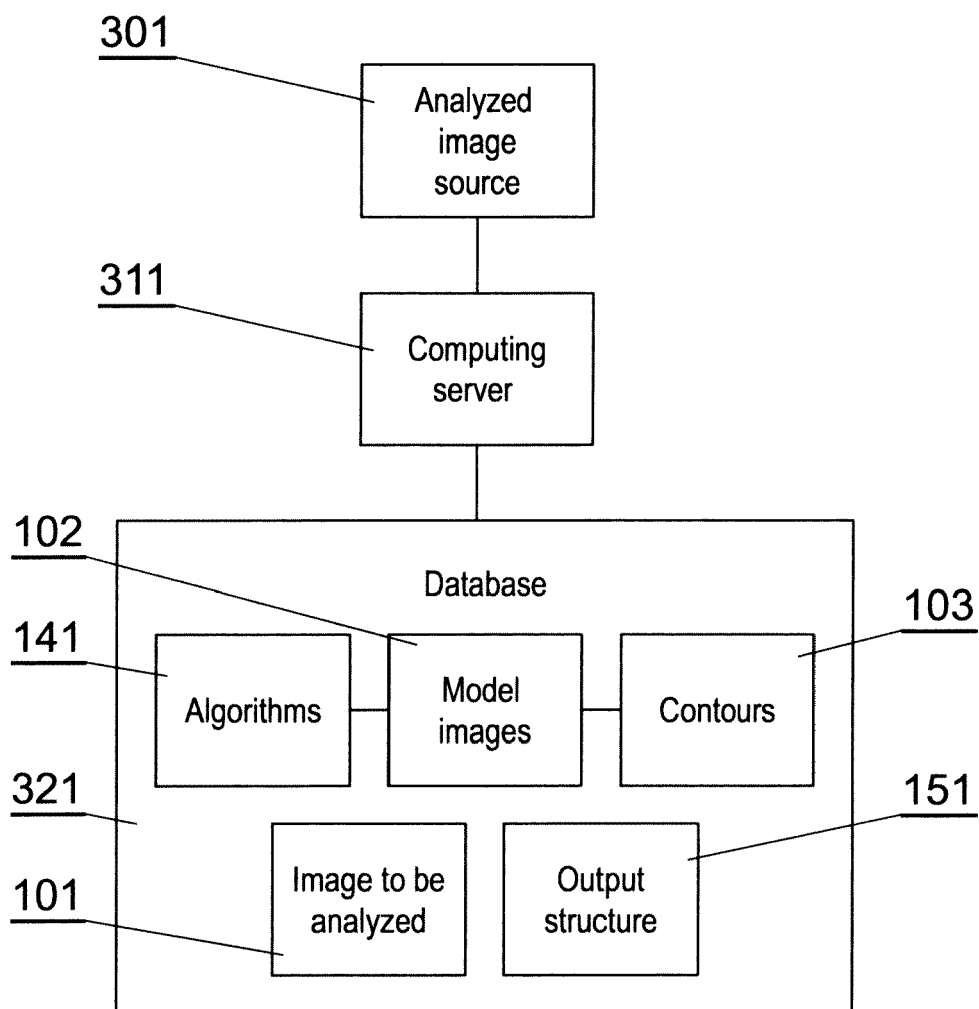 301
Analyzed
image
source
311
Computing
server
102
Database
103
141
Algorithms
Model
images
Contours
321
151
101
Image to be
analyzed
Output
structure